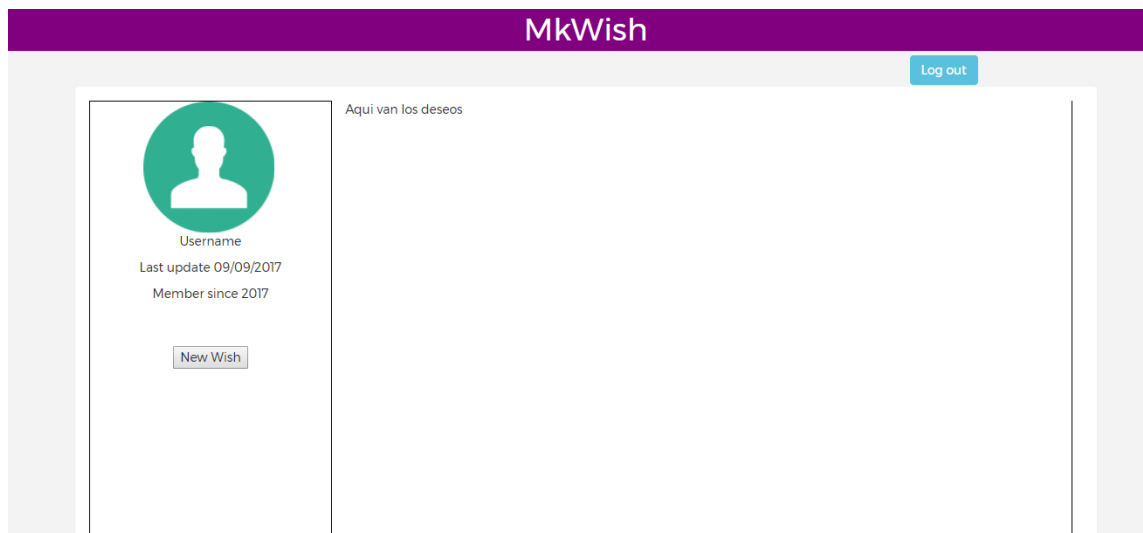 MkWish
Log out
Aqui van los deseos
Username
Last update 09/09/2017
Member since 2017
New Wish